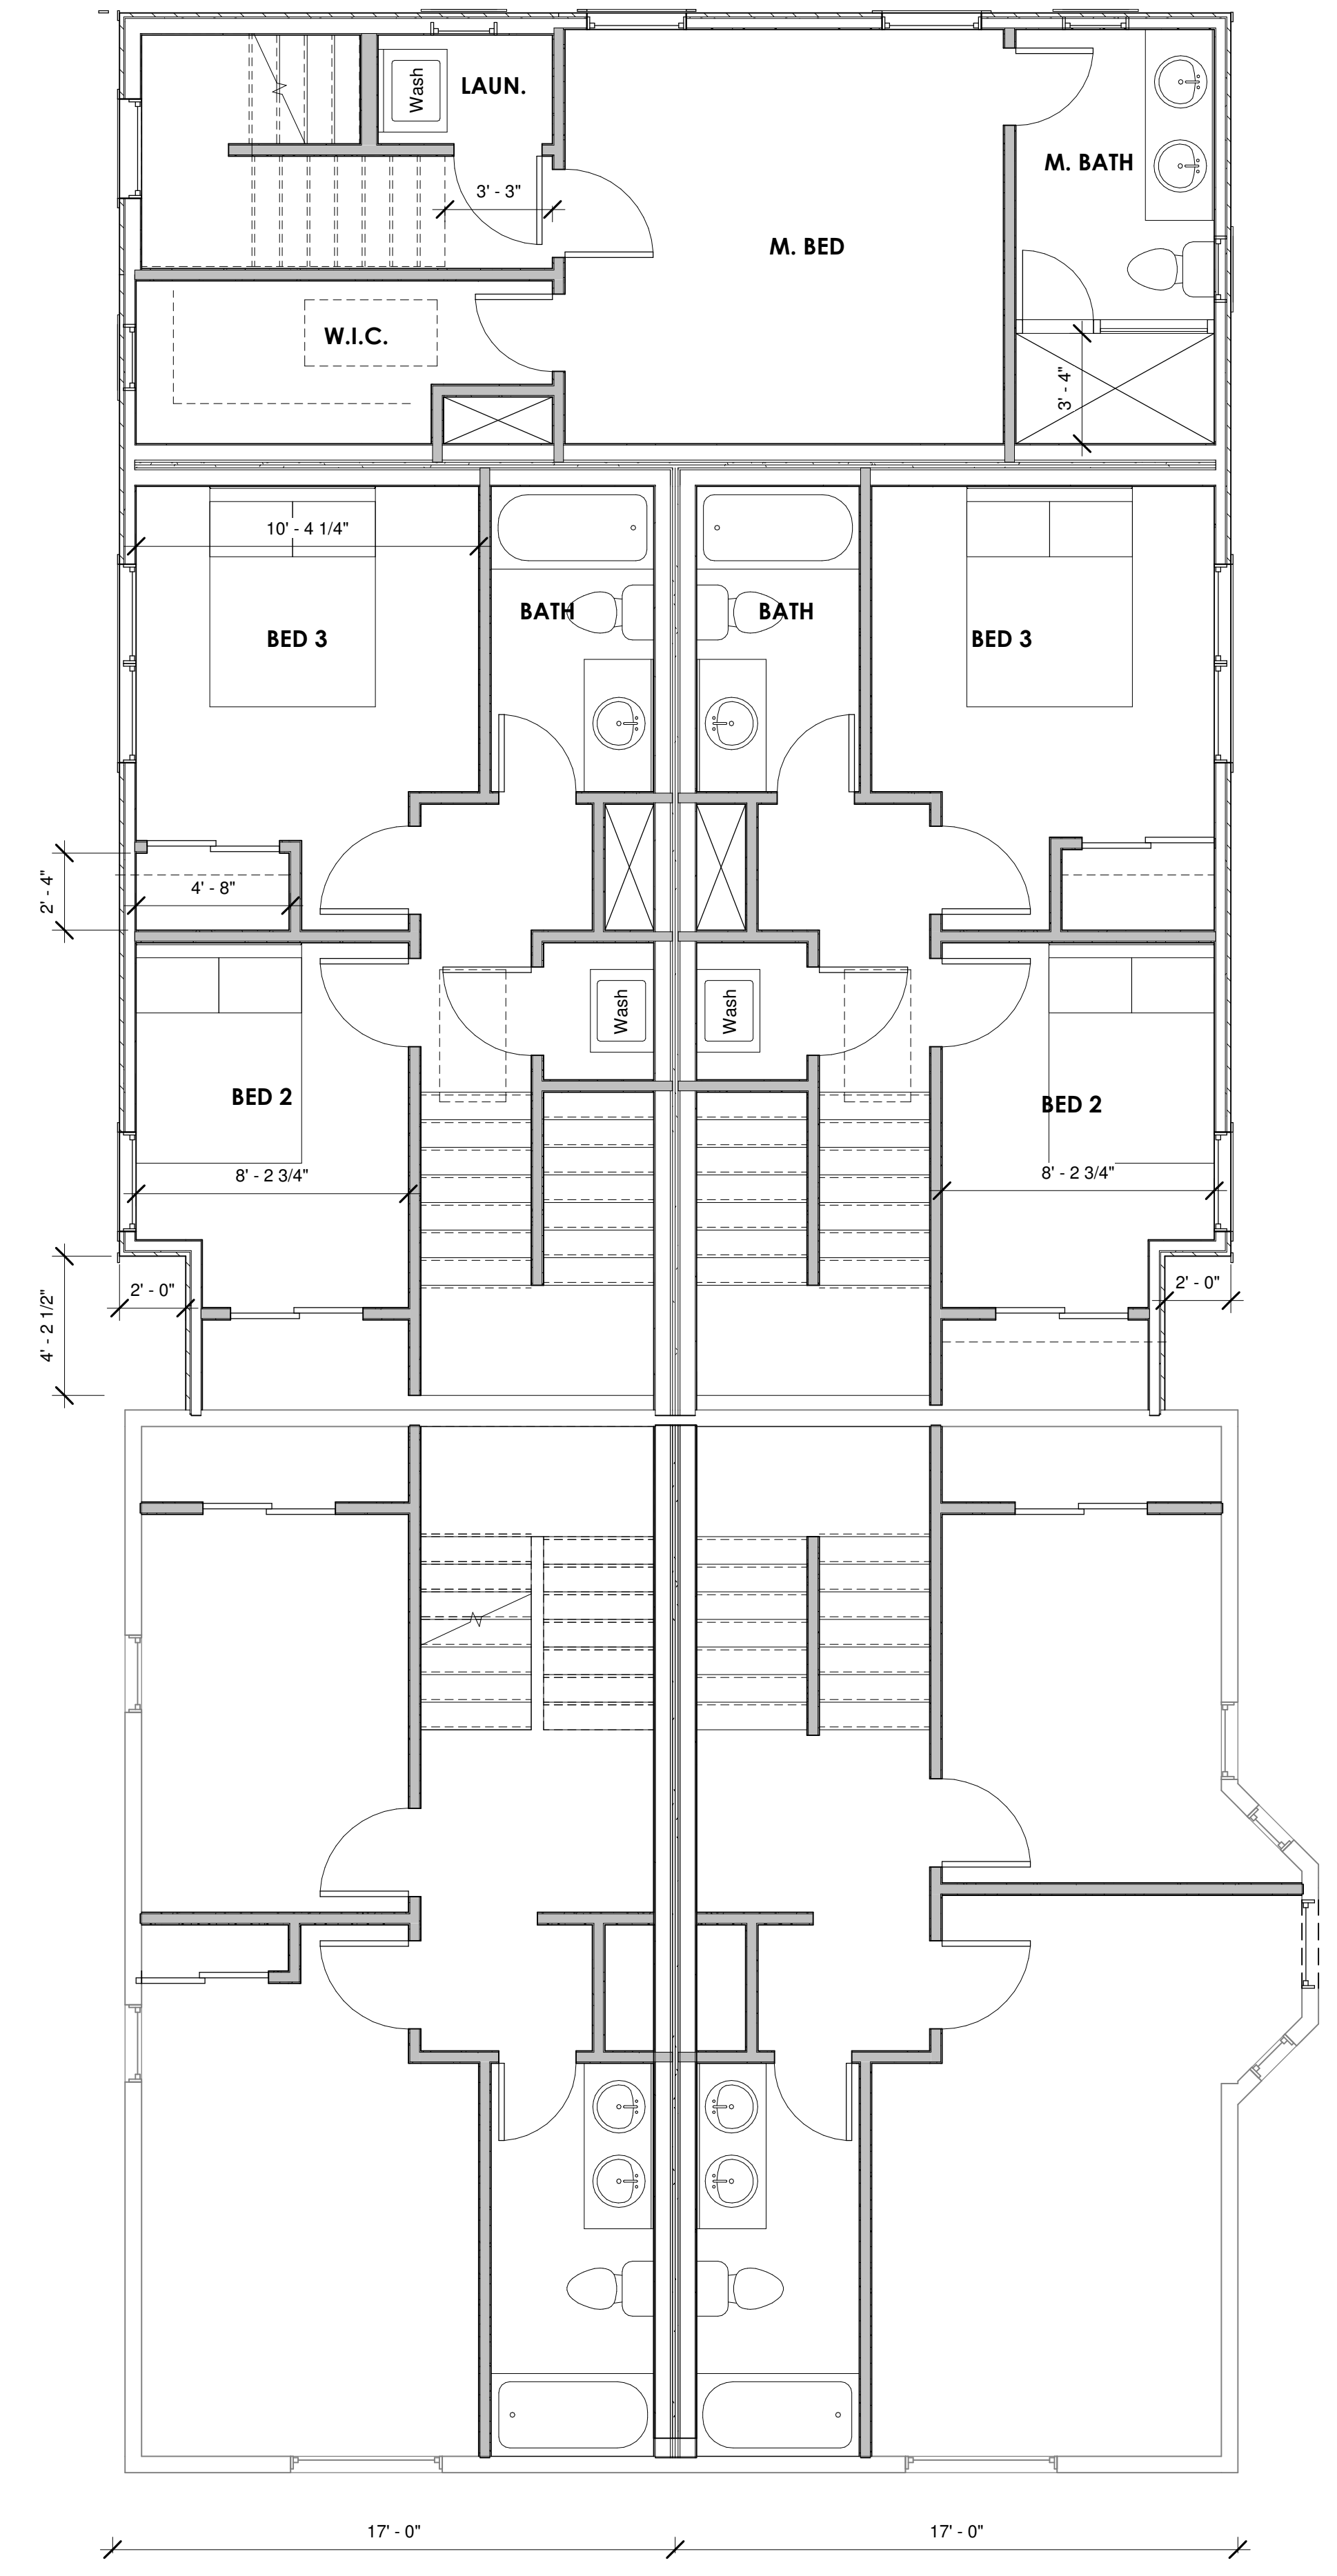 Wash
LAUN.
M. BATH
3' - 3"
M. BED
W.I.C.
3' - 4"
10' - 4 1/4"
BATH
BATH
BED 3
BED 3
2' - 4"
4' - 8"
Wash
Wash
BED 2
BED 2
8' - 2 3/4"
8' - 2 3/4"
2' - 0"
2' - 0"
4' - 2 1/2"
17' - 0"
17' - 0"